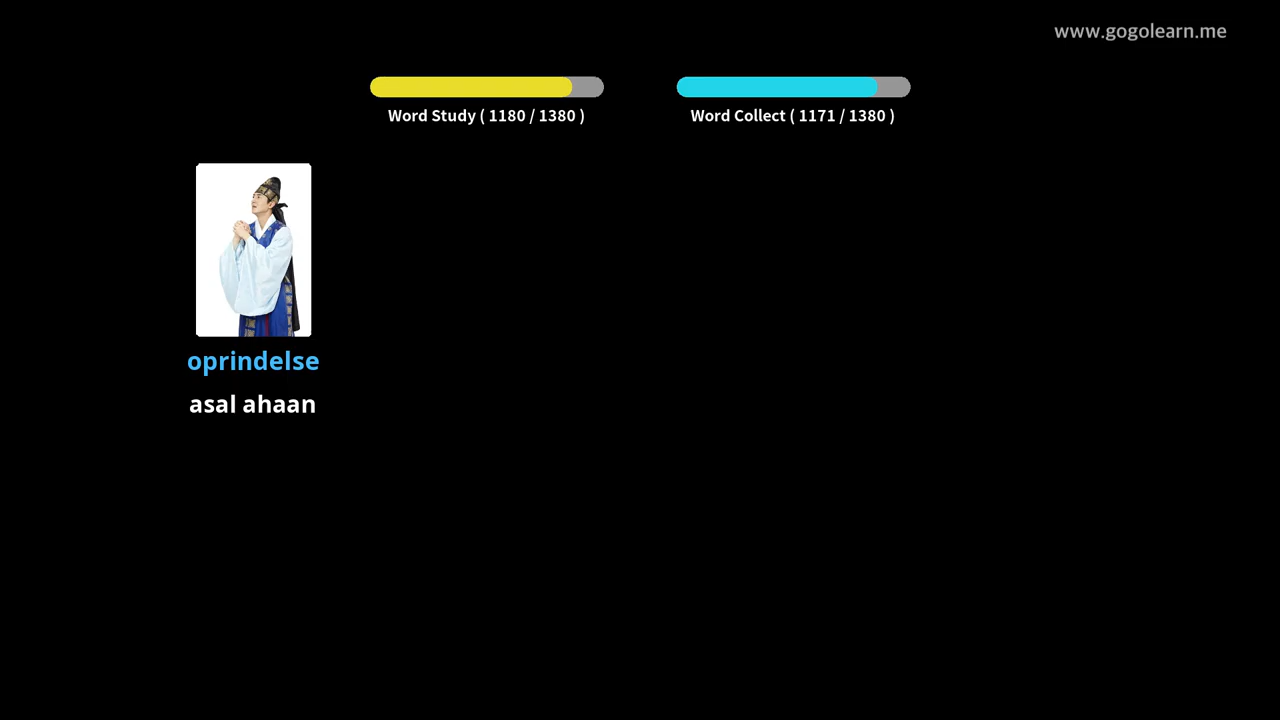 www.gogolearn.me
Word Study ( 1180 / 1380 )
Word Collect ( 1171 / 1380 )
oprindelse
asal ahaan